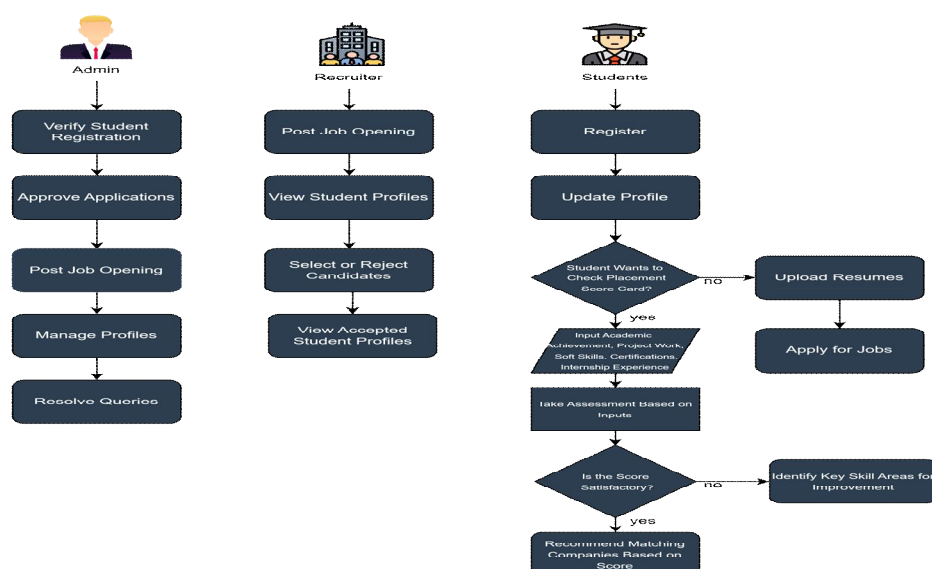 Admin
Verify Student
Registration
Approve Applications
Post Job Opening
Manage Profiles
Resolve Queries
Recruiter
Post Job Opening
View Student Profiles
Select or Reject
Candidates
View Accepted
Student Profiles
Students
Register
Update Profile
Student Wants to
Check Placement
Score Card?
no
Upload Resumes
Apply for Jobs
yes
Input Academic
Achievement, Project Work,
Soft Skills, Certifications,
Internship Experience
Take Assessment Based on
Inputs
Is the Score
Satisfactory?
no
Identify Key Skill Areas for
Improvement
yes
Recommend Matching
Companies Based on
Score